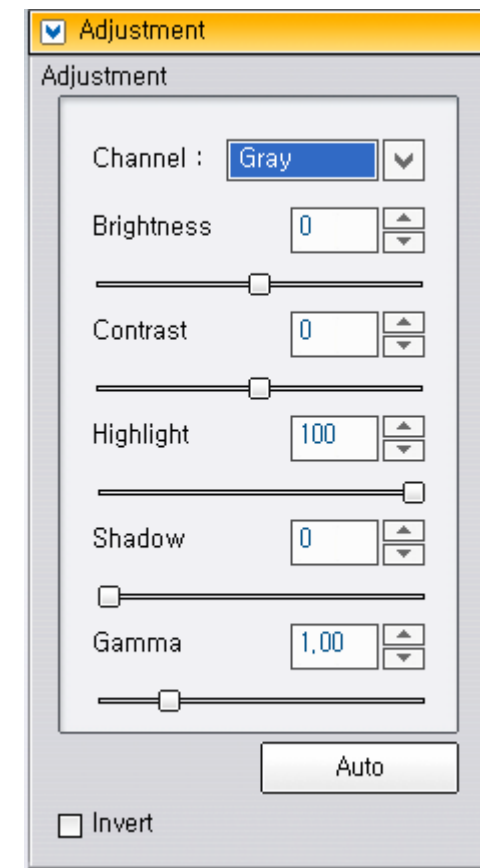 Adjustment
Adjustment
Channel : Gray
Brightness 0
Contrast 0
Highlight 100
Shadow 0
Gamma 1,00
Auto
Invert